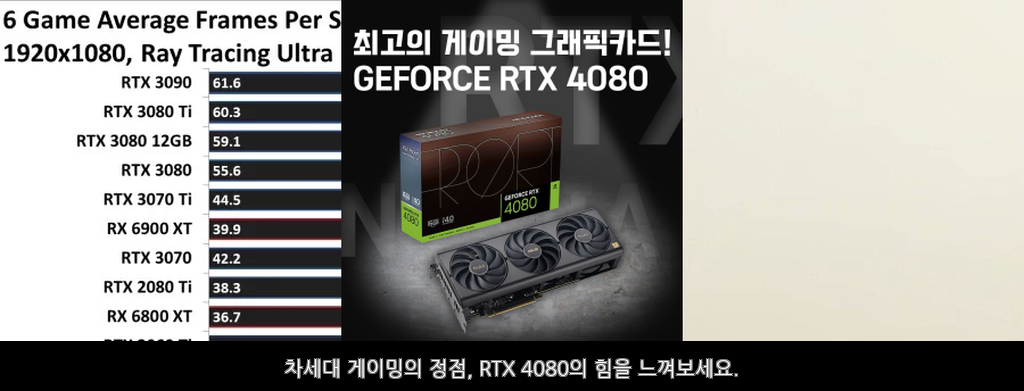 6 Game Average Frames Per S
1920x1080, Ray Tracing Ultra
RTX 3090 61.6
RTX 3080 Ti 60.3
RTX 3080 12GB 59.1
RTX 3080 55.6
RTX 3070 Ti 44.5
RX 6900 XT 39.9
RTX 3070 42.2
RTX 2080 Ti 38.3
RX 6800 XT 36.7
최고의 게이밍 그래픽카드!
GEFORCE RTX 4080
RTX
PRORT
GEFORCE RTX
4080
4080
차세대 게이밍의 정점, RTX 4080의 힘을 느껴보세요.